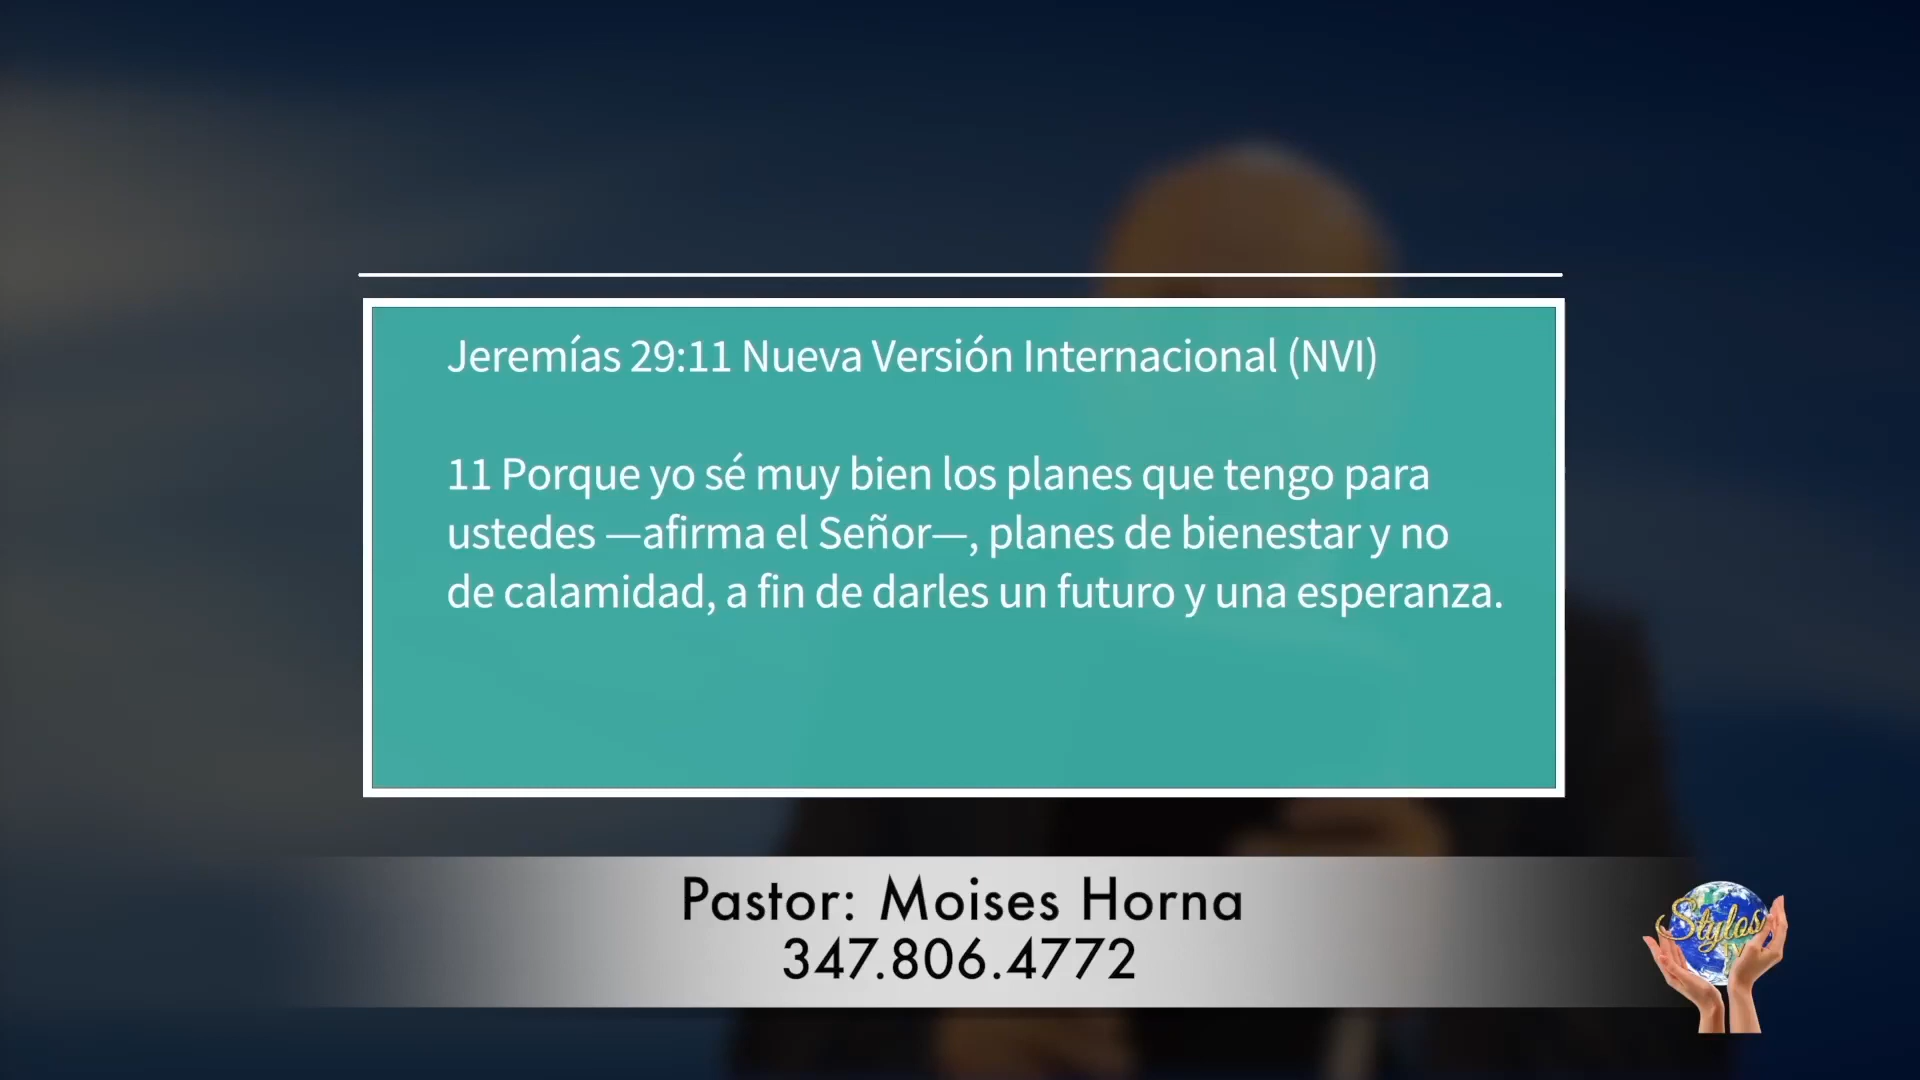 Jeremías 29:11 Nueva Versión Internacional (NVI)
11 Porque yo sé muy bien los planes que tengo para
ustedes —afirma el Señor—, planes de bienestar y no
de calamidad, a fin de darles un futuro y una esperanza.
Pastor: Moises Horna
347.806.4772
Stylos
TV